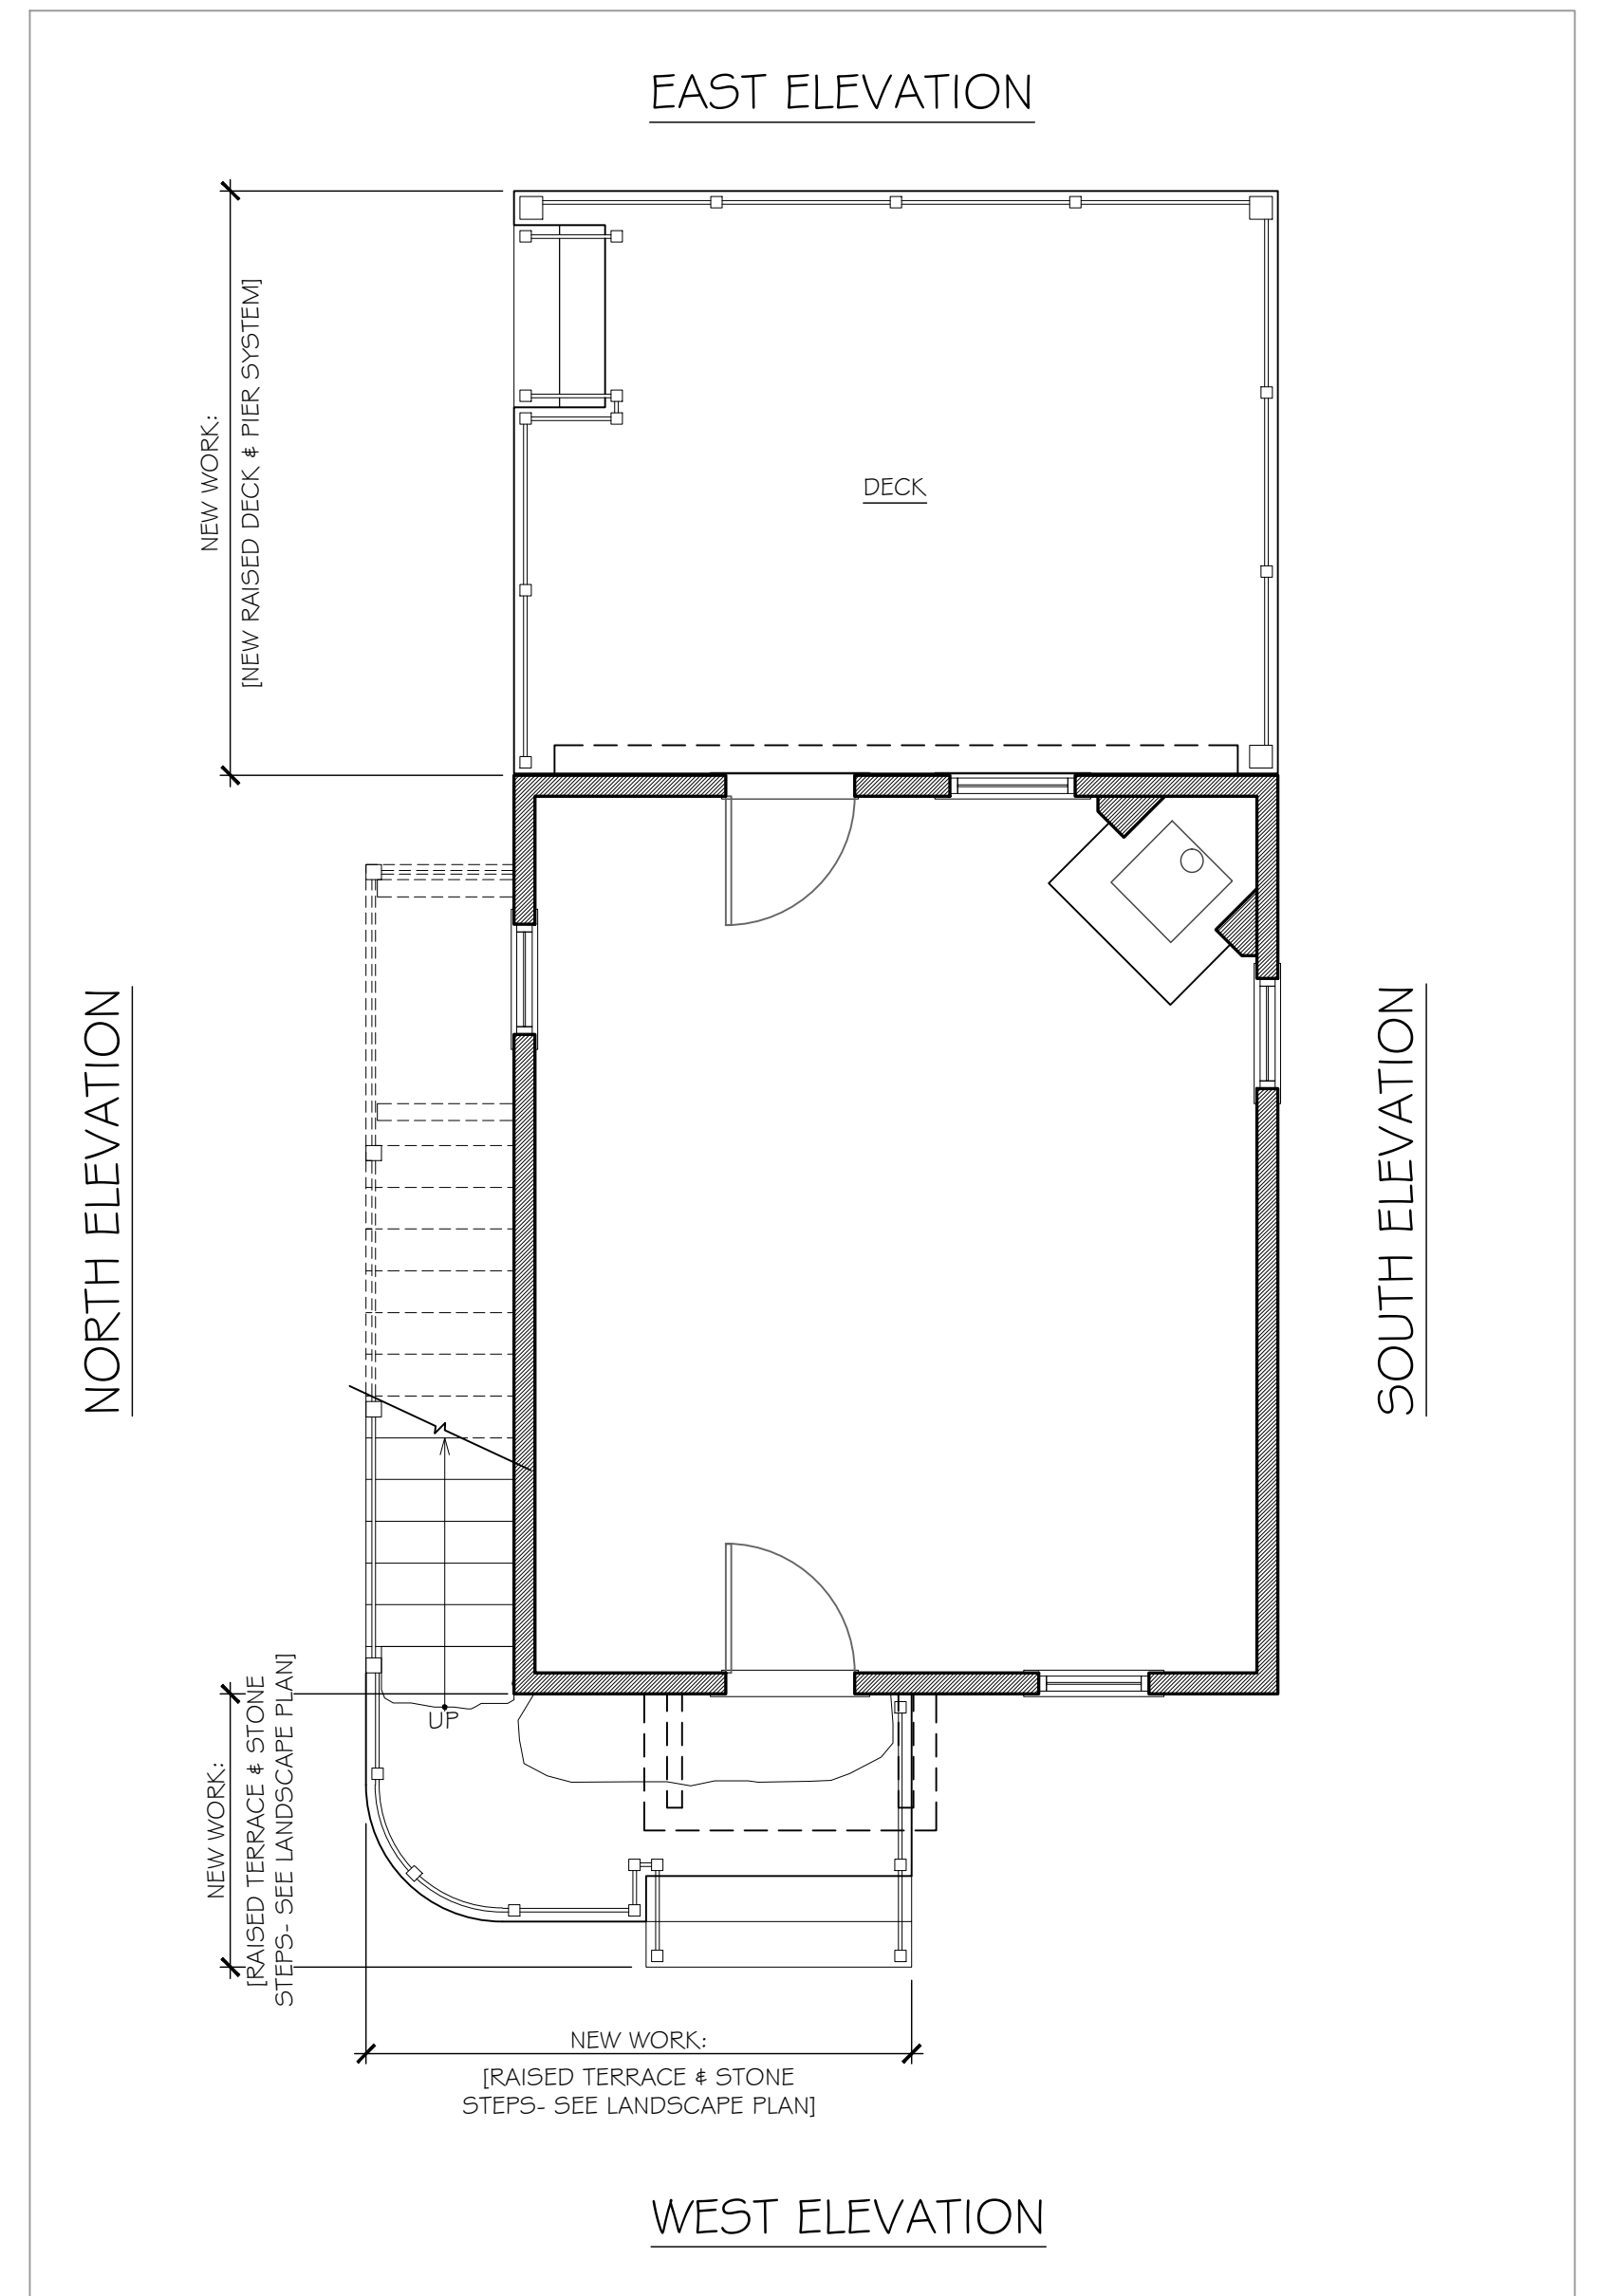 EAST ELEVATION
NEW WORK:
[NEW RAISED DECK & PIER SYSTEM]
DECK
NORTH ELEVATION
SOUTH ELEVATION
UP
NEW WORK:
[RAISED TERRACE & STONE
STEPS- SEE LANDSCAPE PLAN]
NEW WORK:
[RAISED TERRACE & STONE
STEPS- SEE LANDSCAPE PLAN]
WEST ELEVATION